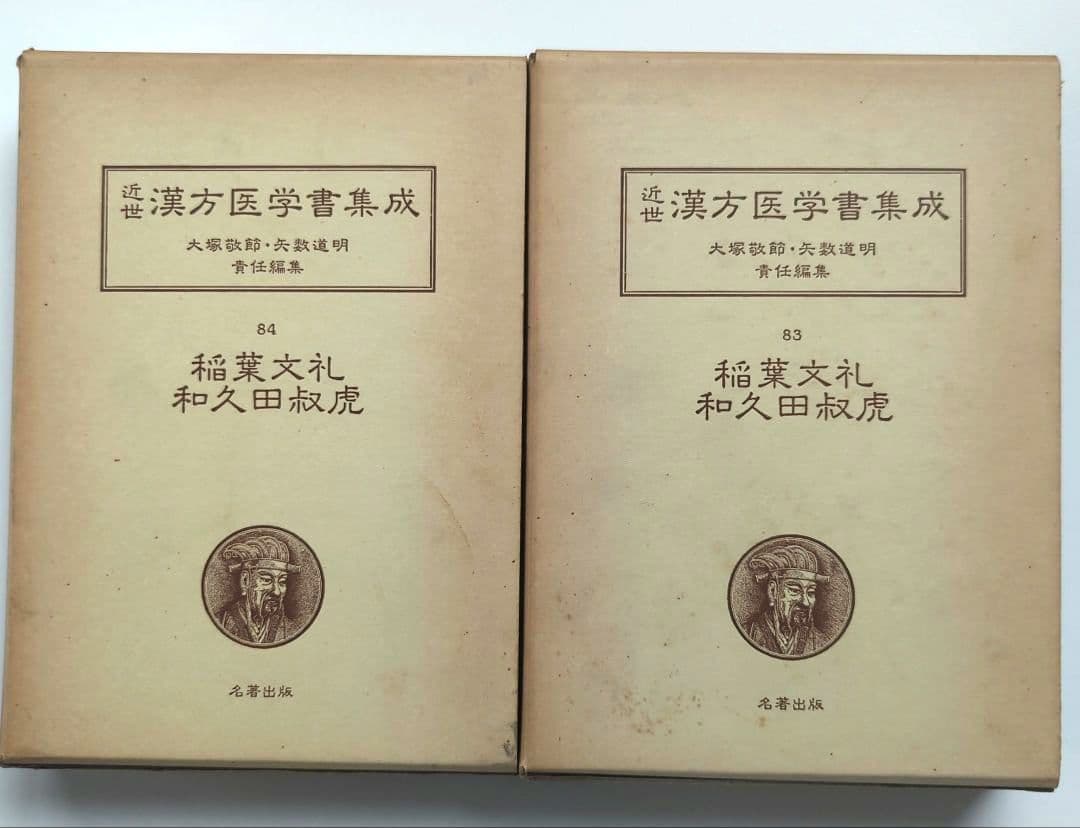 近世 漢方医学書集成
大塚敬節・矢数道明
責任編集
84
稲葉文礼
和久田叔虎
名著出版
近世 漢方医学書集成
大塚敬節・矢数道明
責任編集
83
稲葉文礼
和久田叔虎
名著出版